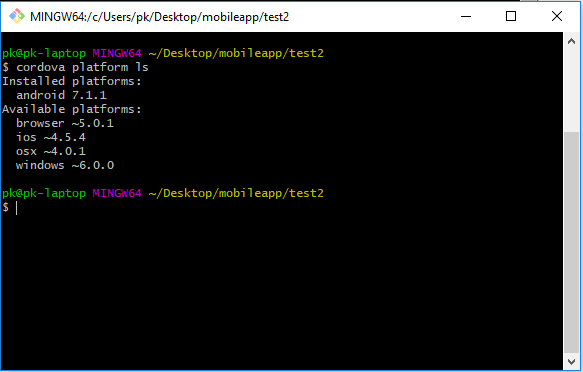 MINGW64:/c/Users/pk/Desktop/mobileapp/test2
pk@pk-laptop MINGW64 ~/Desktop/mobileapp/test2
$ cordova platform ls
Installed platforms:
  android 7.1.1
Available platforms:
  browser ~5.0.1
  ios ~4.5.4
  osx ~4.0.1
  windows ~6.0.0
pk@pk-laptop MINGW64 ~/Desktop/mobileapp/test2
$